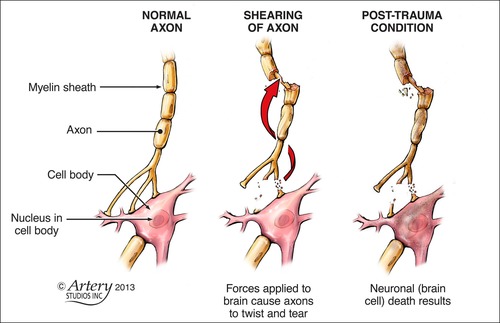 NORMAL
AXON
SHEARING
OF AXON
POST-TRAUMA
CONDITION
Myelin sheath
Axon
Cell body
Nucleus in
cell body
© Artery 2013
STUDIOS INC
Forces applied to
brain cause axons
to twist and tear
Neuronal (brain
cell) death results